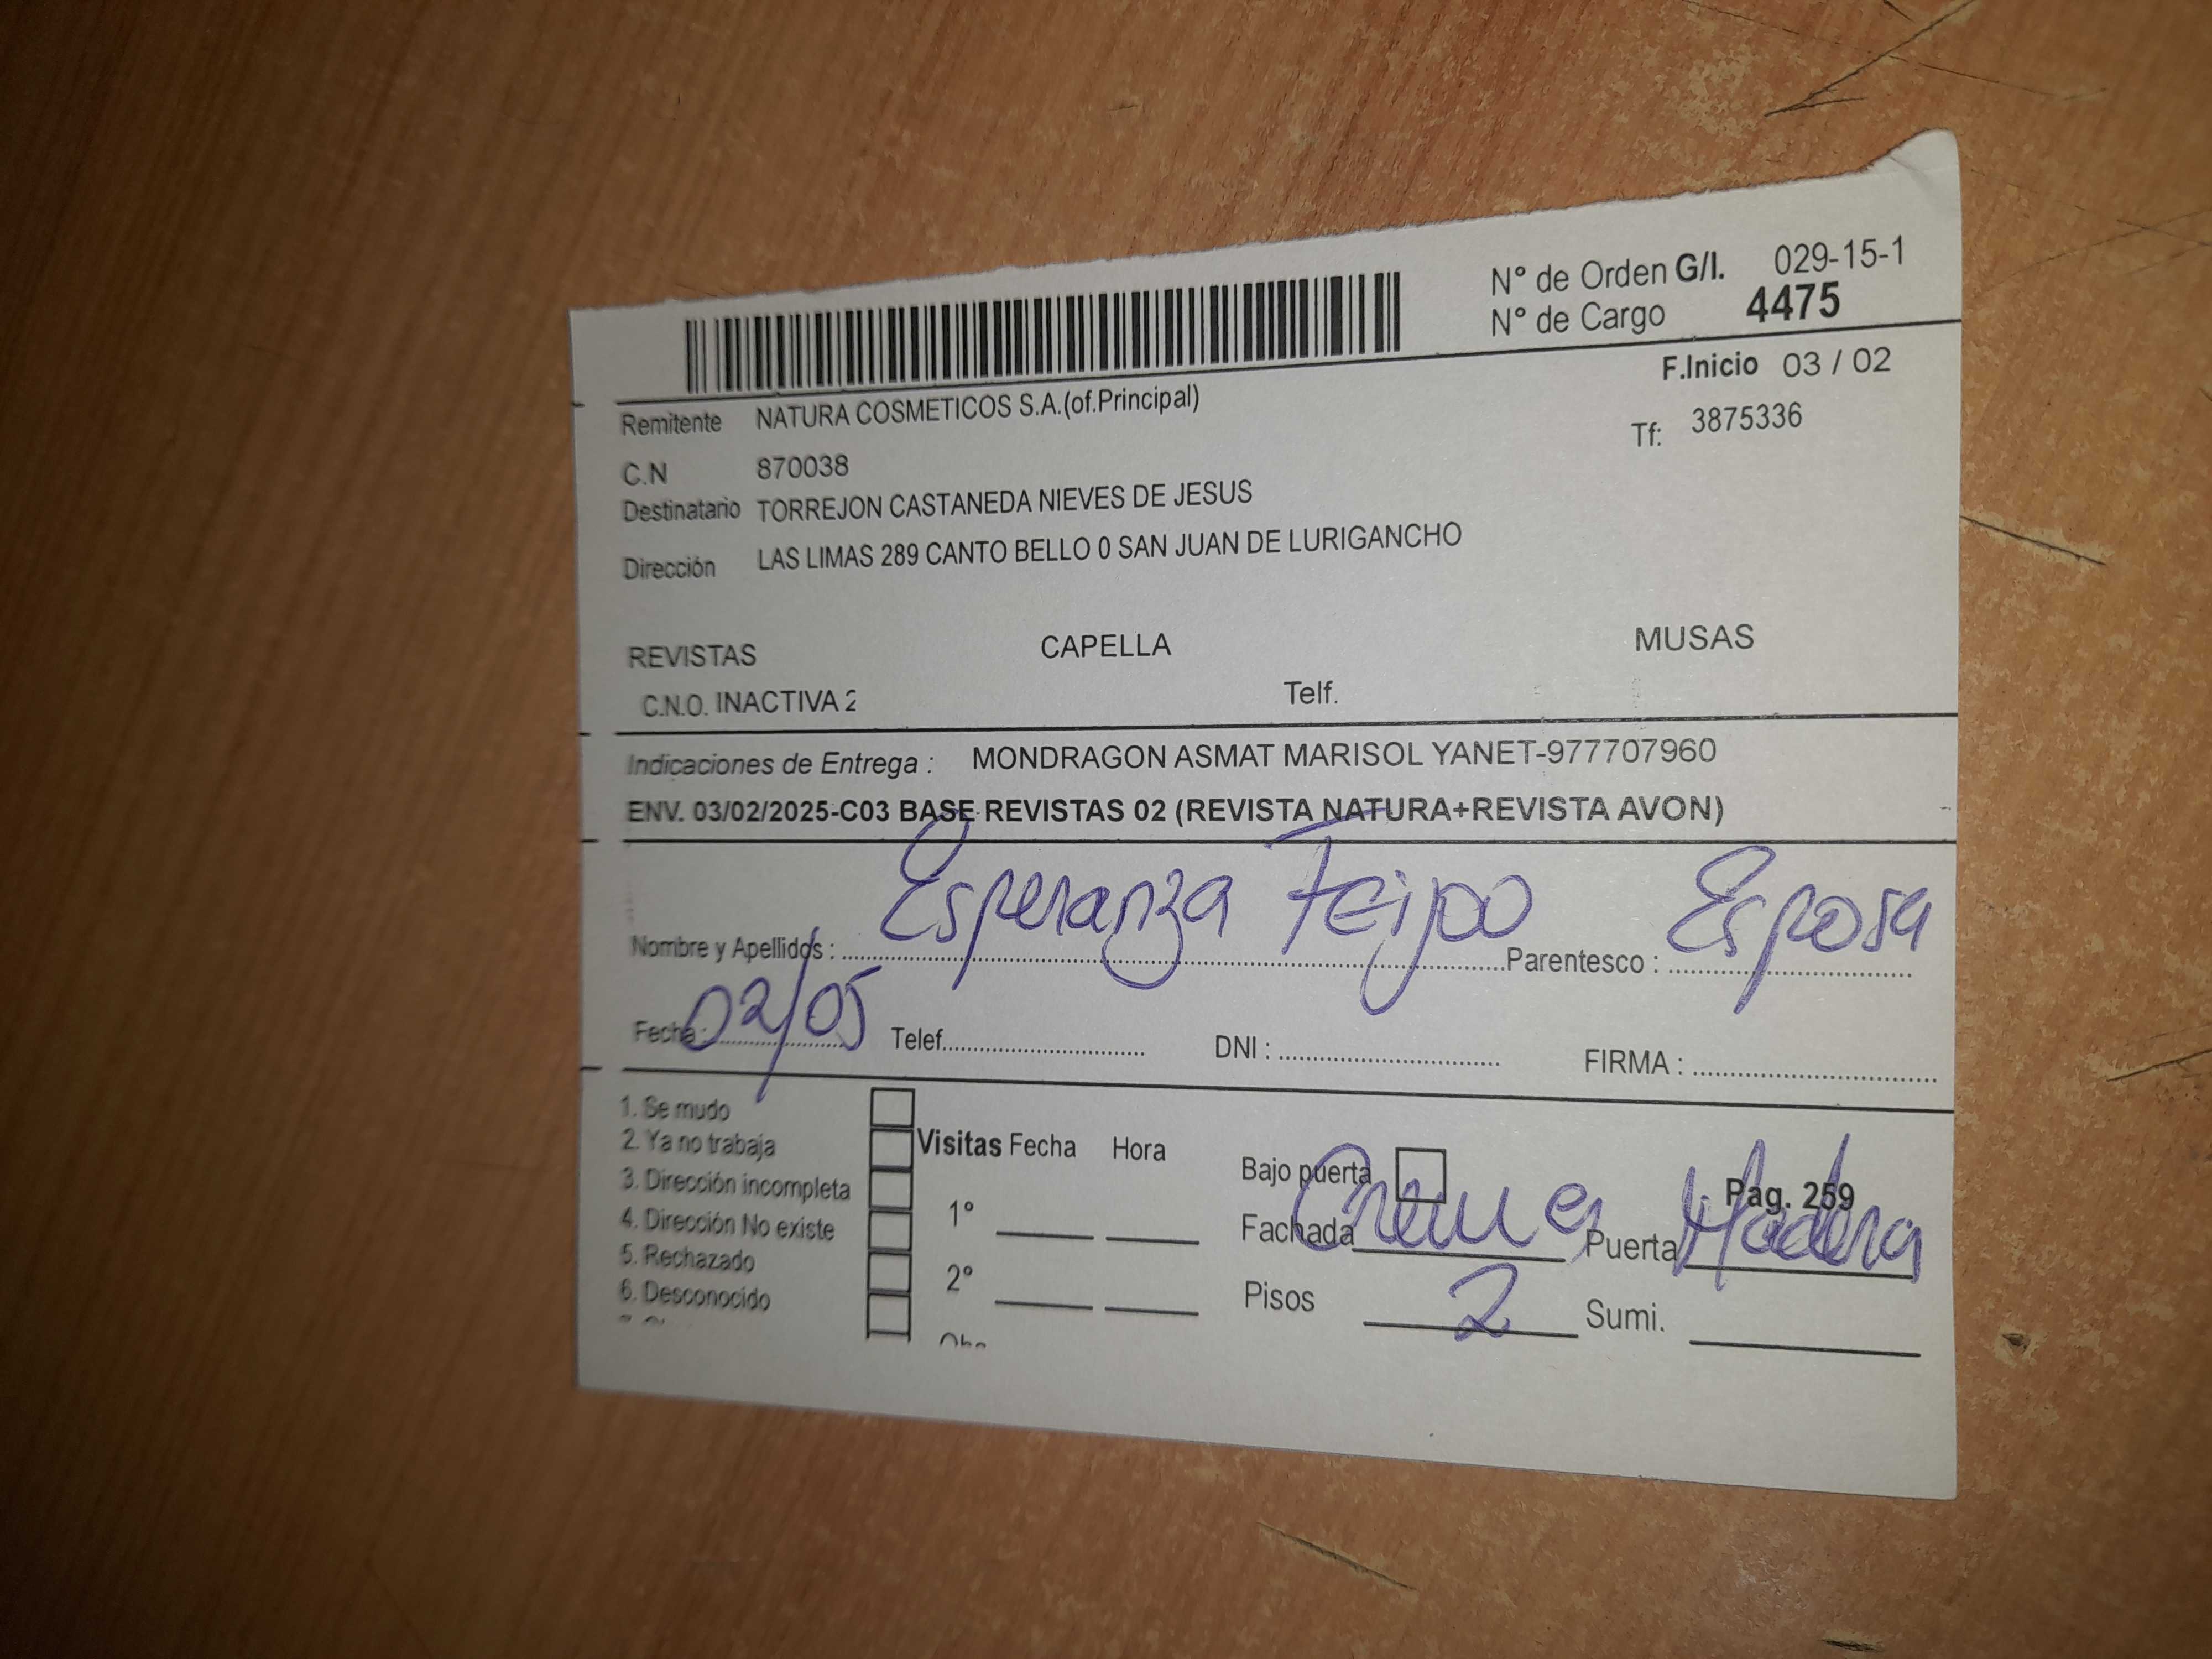 N° de Orden G/I. 029-15-1
N° de Cargo 4475
F.Inicio 03 / 02
Remitente NATURA COSMETICOS S.A.(of.Principal)
Tf: 3875336
C.N 870038
Destinatario TORREJON CASTANEDA NIEVES DE JESUS
Dirección LAS LIMAS 289 CANTO BELLO 0 SAN JUAN DE LURIGANCHO
REVISTAS CAPELLA MUSAS
C.N.O. INACTIVA 2 Telf.
Indicaciones de Entrega : MONDRAGON ASMAT MARISOL YANET-977707960
ENV. 03/02/2025-C03 BASE REVISTAS 02 (REVISTA NATURA+REVISTA AVON)
Nombre y Apellidos : Esperanza Feijoo Parentesco : Esposa
Fecha : 02/05 Telef. DNI : FIRMA :
1. Se mudo
2. Ya no trabaja
3. Dirección incompleta
4. Dirección No existe
5. Rechazado
6. Desconocido
Visitas Fecha Hora
1°
2°
Bajo puerta Pag. 259
Fachada Crema Puerta Madera
Pisos 2 Sumi.